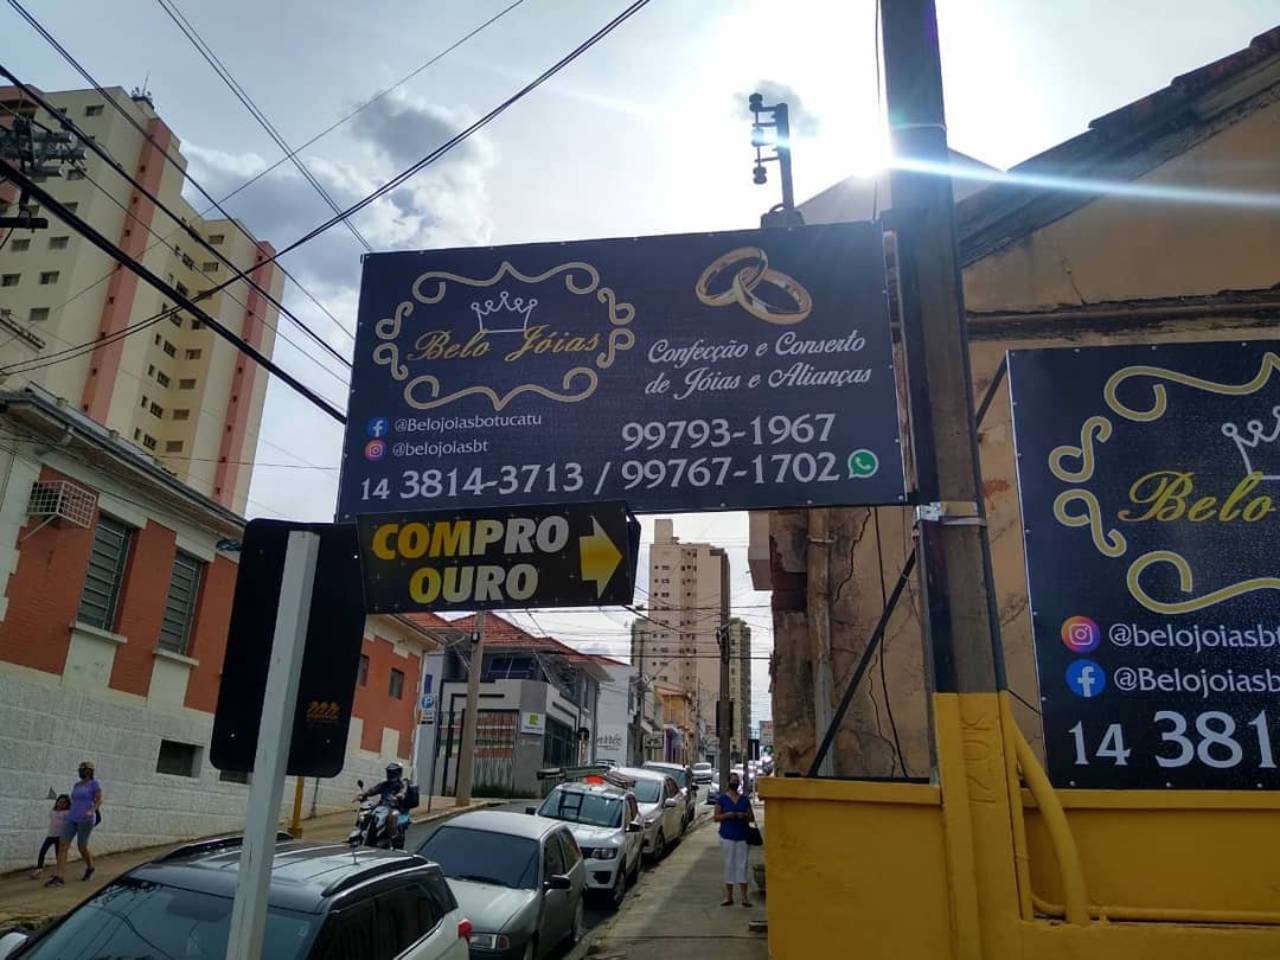 Belo Jóias
Confecção e Conserto
de Jóias e Alianças
@Belojoiasbotucatu
@belojoiasbt
99793-1967
14 3814-3713 / 99767-1702
COMPRO
OURO
Belo
@belojoiasbt
@Belojoiasb
14 381